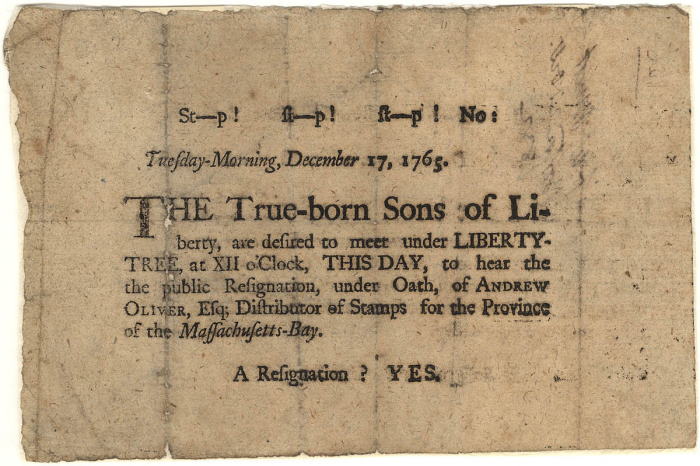 St—p! ſt—p! ſt—p! No:
Tueſday-Morning, December 17, 1765.
THE True-born Sons of Li-
berty, are deſired to meet under LIBERTY-
TREE, at XII o'Clock, THIS DAY, to hear the
the public Reſignation, under Oath, of ANDREW
OLIVER, Eſq; Diſtributor of Stamps for the Province
of the Maſſachuſetts-Bay.
A Reſignation? YES.